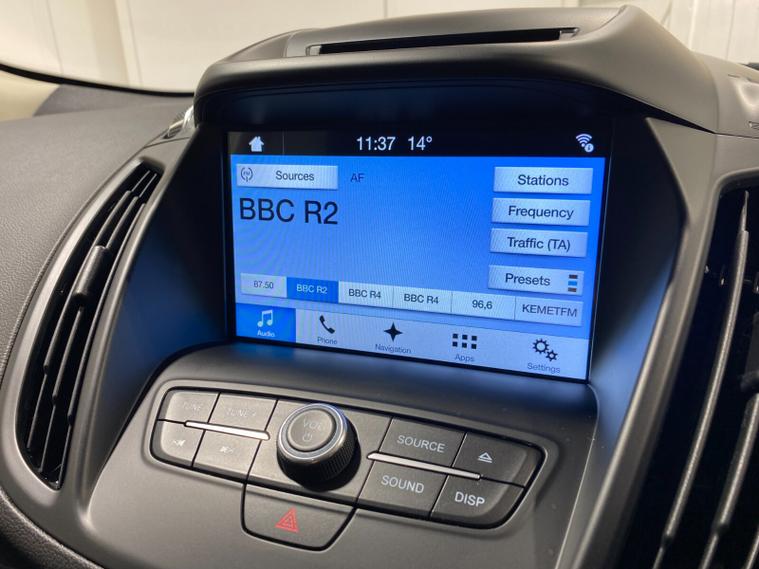 11:37 14°
FM Sources AF Stations
BBC R2 Frequency
Traffic (TA)
Presets
87.50 BBC R2 BBC R4 BBC R4 96,6 KEMETFM
Audio Phone Navigation Apps Settings
TUNE - TUNE + VOL SOURCE
SOUND DISP